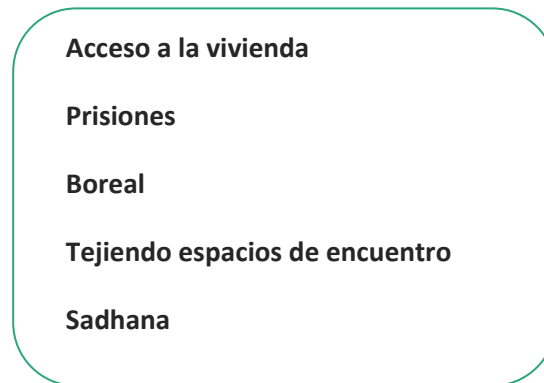 Acceso a la vivienda
Prisiones
Boreal
Tejiendo espacios de encuentro
Sadhana